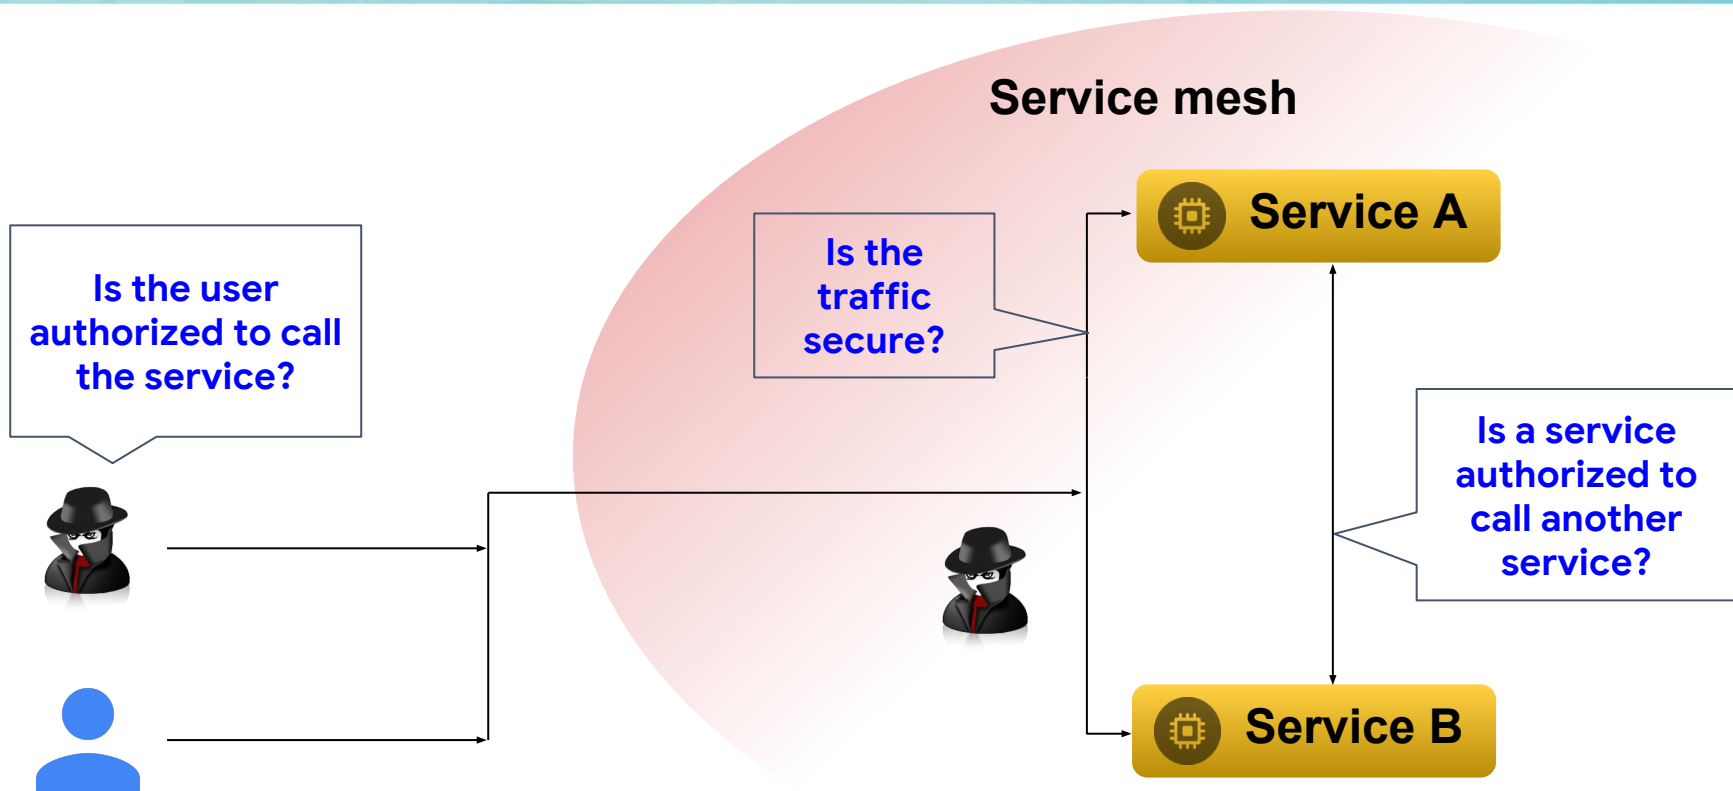 Service mesh
Service A
Is the user
authorized to call
the service?
Is the
traffic
secure?
Is a service
authorized to
call another
service?
Service B